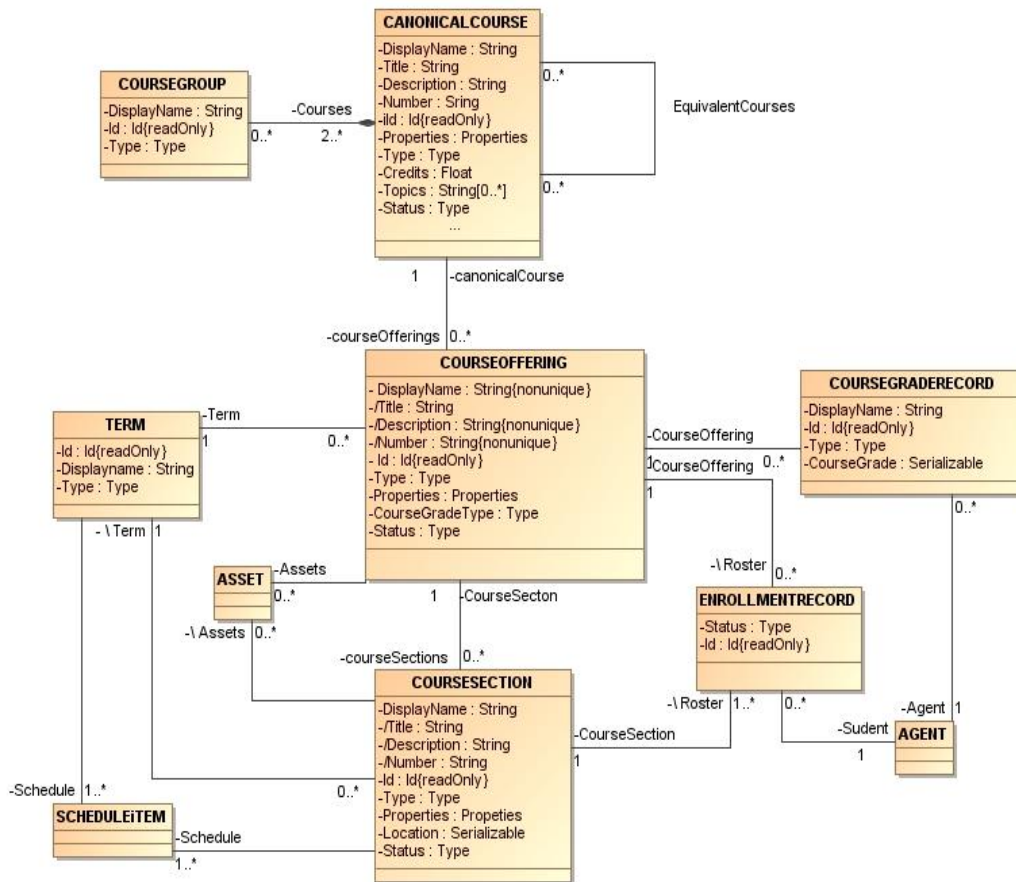 CANONICALCOURSE
-DisplayName : String
-Title : String
-Description : String
-Number : Sring
-iId : Id{readOnly}
-Properties : Properties
-Type : Type
-Credits : Float
-Topics : String[0..*]
-Status : Type
...
COURSEGROUP
-DisplayName : String
-Id : Id{readOnly}
-Type : Type
-Courses
0..*
2..*
0..*
EquivalentCourses
0..*
1
-canonicalCourse
-courseOfferings
0..*
COURSEOFFERING
- DisplayName : String{nonunique}
-/Title : String
-/Description : String{nonunique}
-/Number : String{nonunique}
- Id : Id{readOnly}
-Type : Type
-Properties : Properties
-CourseGradeType : Type
-Status : Type
COURSEGRADERECORD
-DisplayName : String
-Id : Id{readOnly}
-Type : Type
-CourseGrade : Serializable
TERM
-Id : Id{readOnly}
-Displayname : String
-Type : Type
-Term
1
0..*
-CourseOffering
1
0..*
-CourseOffering
1
0..*
- \ Term
1
-\ Roster
0..*
ASSET
-Assets
0..*
-\ Assets
0..*
1
-CourseSecton
-courseSections
0..*
ENROLLMENTRECORD
-Status : Type
-Id : Id{readOnly}
COURSESECTION
-DisplayName : String
-/Title : String
-/Description : String
-/Number : String
-Id : Id{readOnly}
-Type : Type
-Properties : Propeties
-Location : Serializable
-Status : Type
-\ Roster
1..*
0..*
-Agent
1
-CourseSection
1
-Sudent
1
AGENT
0..*
-Schedule
1..*
SCHEDULEiTEM
-Schedule
1..*